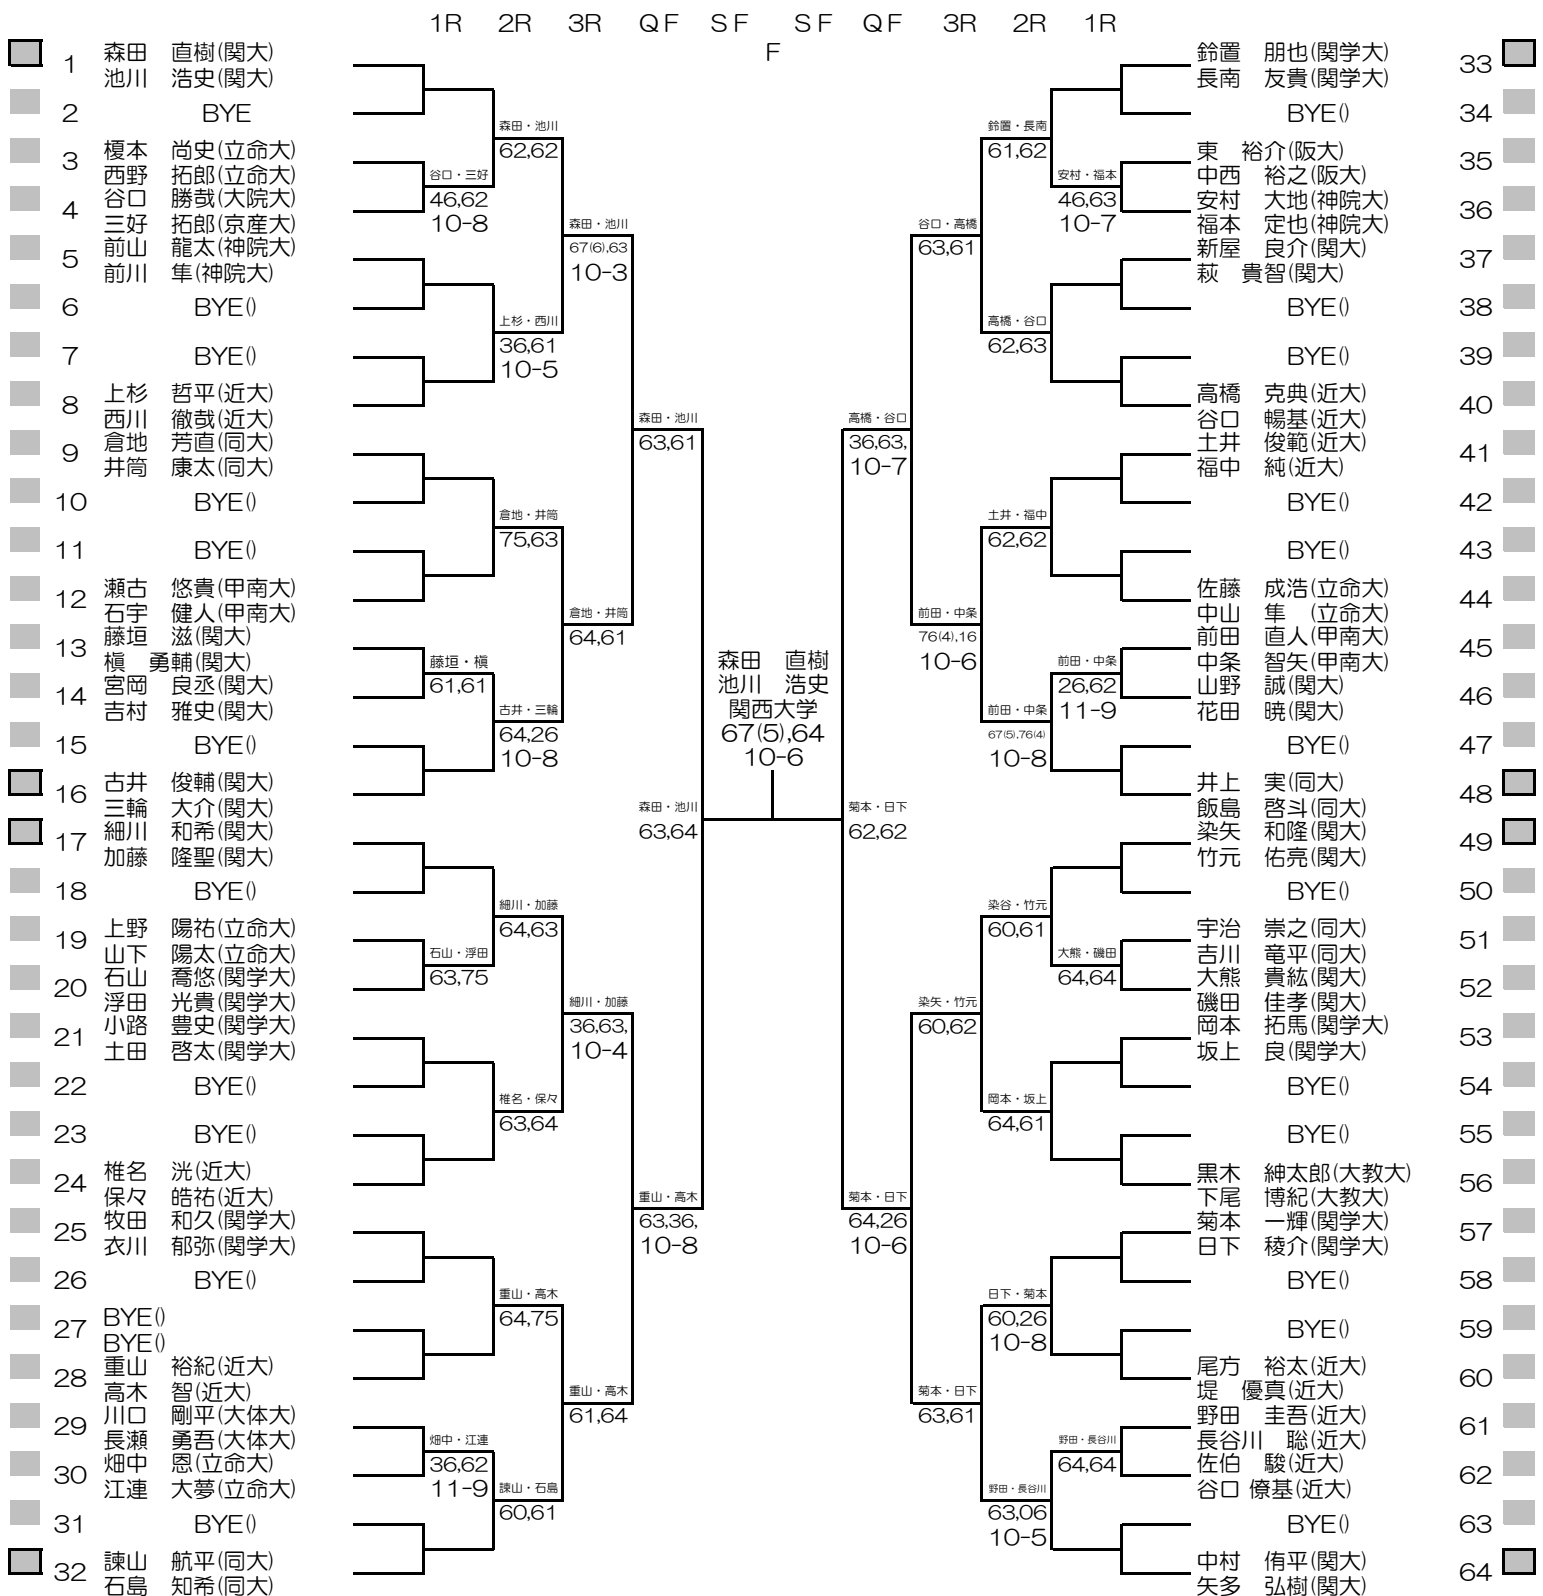 1R 2R 3R QF SF SF QF 3R 2R 1R
F
1 森田 直樹(関大)
池川 浩史(関大)
2 BYE
3 榎本 尚史(立命大)
西野 拓郎(立命大)
4 谷口 勝哉(大院大)
三好 拓郎(京産大)
5 前山 龍太(神院大)
前川 隼(神院大)
6 BYE()
7 BYE()
8 上杉 哲平(近大)
西川 徹哉(近大)
9 倉地 芳直(同大)
井筒 康太(同大)
10 BYE()
11 BYE()
12 瀬古 悠貴(甲南大)
石宇 健人(甲南大)
13 藤垣 滋(関大)
槇 勇輔(関大)
14 宮岡 良丞(関大)
吉村 雅史(関大)
15 BYE()
16 古井 俊輔(関大)
三輪 大介(関大)
17 細川 和希(関大)
加藤 隆聖(関大)
18 BYE()
19 上野 陽祐(立命大)
山下 陽太(立命大)
20 石山 喬悠(関学大)
浮田 光貴(関学大)
21 小路 豊史(関学大)
土田 啓太(関学大)
22 BYE()
23 BYE()
24 椎名 洸(近大)
保々 皓祐(近大)
25 牧田 和久(関学大)
衣川 郁弥(関学大)
26 BYE()
27 BYE()
BYE()
28 重山 裕紀(近大)
高木 智(近大)
29 川口 剛平(大体大)
長瀬 勇吾(大体大)
30 畑中 恩(立命大)
江連 大夢(立命大)
31 BYE()
32 諫山 航平(同大)
石島 知希(同大)
谷口・三好
46,62
10-8
藤垣・槇
61,61
石山・浮田
63,75
畑中・江連
36,62
11-9
森田・池川
62,62
上杉・西川
36,61
10-5
倉地・井筒
75,63
古井・三輪
64,26
10-8
細川・加藤
64,63
椎名・保々
63,64
重山・高木
64,75
諫山・石島
60,61
森田・池川
67(6),63
10-3
倉地・井筒
64,61
細川・加藤
36,63,
10-4
重山・高木
61,64
森田・池川
63,61
重山・高木
63,36,
10-8
森田・池川
63,64
森田 直樹
池川 浩史
関西大学
67(5),64
10-6
菊本・日下
62,62
高橋・谷口
36,63,
10-7
菊本・日下
64,26
10-6
谷口・高橋
63,61
前田・中条
76(4),16
10-6
染矢・竹元
60,62
菊本・日下
63,61
鈴置・長南
61,62
高橋・谷口
62,63
土井・福中
62,62
前田・中条
67(5),76(4)
10-8
染谷・竹元
60,61
岡本・坂上
64,61
日下・菊本
60,26
10-8
野田・長谷川
63,06
10-5
安村・福本
46,63
10-7
前田・中条
26,62
11-9
大熊・磯田
64,64
野田・長谷川
64,64
鈴置 朋也(関学大) 33
長南 友貴(関学大)
BYE() 34
東 裕介(阪大) 35
中西 裕之(阪大)
安村 大地(神院大) 36
福本 定也(神院大)
新屋 良介(関大) 37
萩 貴智(関大)
BYE() 38
BYE() 39
高橋 克典(近大) 40
谷口 暢基(近大)
土井 俊範(近大) 41
福中 純(近大)
BYE() 42
BYE() 43
佐藤 成浩(立命大) 44
中山 隼 (立命大)
前田 直人(甲南大) 45
中条 智矢(甲南大)
山野 誠(関大) 46
花田 暁(関大)
BYE() 47
井上 実(同大) 48
飯島 啓斗(同大)
染矢 和隆(関大) 49
竹元 佑亮(関大)
BYE() 50
宇治 崇之(同大) 51
吉川 竜平(同大)
大熊 貴紘(関大) 52
磯田 佳孝(関大)
岡本 拓馬(関学大) 53
坂上 良(関学大)
BYE() 54
BYE() 55
黒木 紳太郎(大教大) 56
下尾 博紀(大教大)
菊本 一輝(関学大) 57
日下 稜介(関学大)
BYE() 58
BYE() 59
尾方 裕太(近大) 60
堤 優真(近大)
野田 圭吾(近大) 61
長谷川 聡(近大)
佐伯 駿(近大) 62
谷口 僚基(近大)
BYE() 63
中村 侑平(関大) 64
矢多 弘樹(関大)